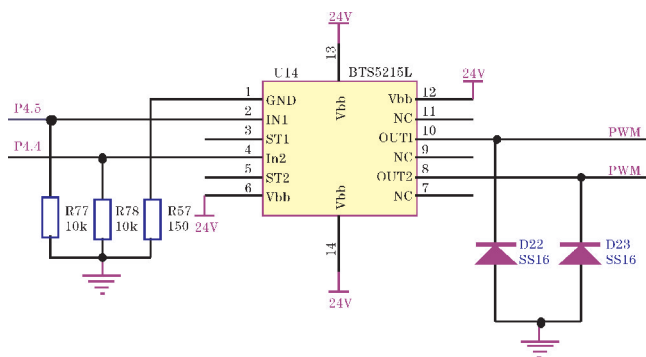 24V
13
U14
BTS5215L
24V
P4.5
1
GND
Vbb
Vbb
12
2
IN1
NC
11
3
ST1
OUT1
10
PWM
P4.4
4
In2
NC
9
5
ST2
OUT2
8
PWM
6
Vbb
Vbb
NC
7
R77
10k
R78
10k
R57
150
24V
14
24V
D22
SS16
D23
SS16